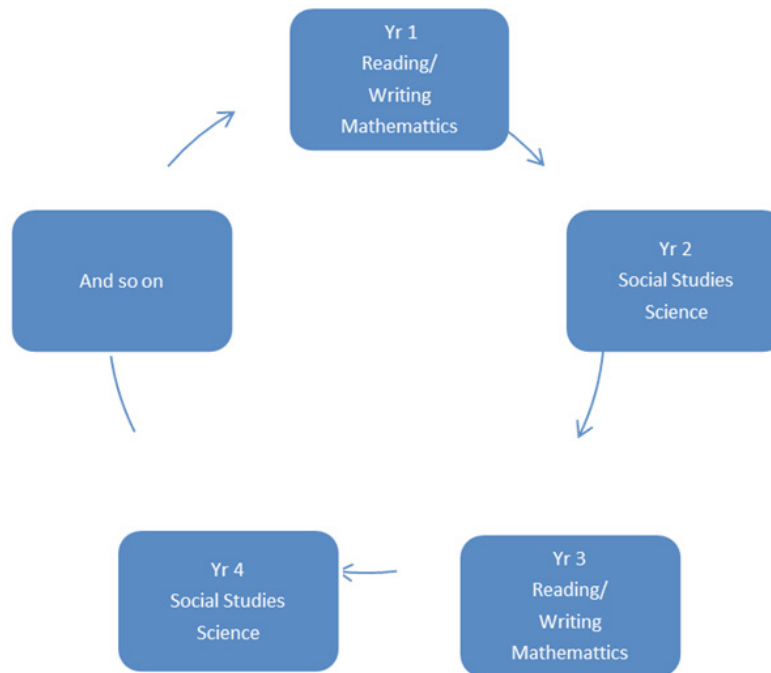 Yr 1
Reading/
Writing
Mathemattics
Yr 2
Social Studies
Science
Yr 3
Reading/
Writing
Mathemattics
Yr 4
Social Studies
Science
And so on